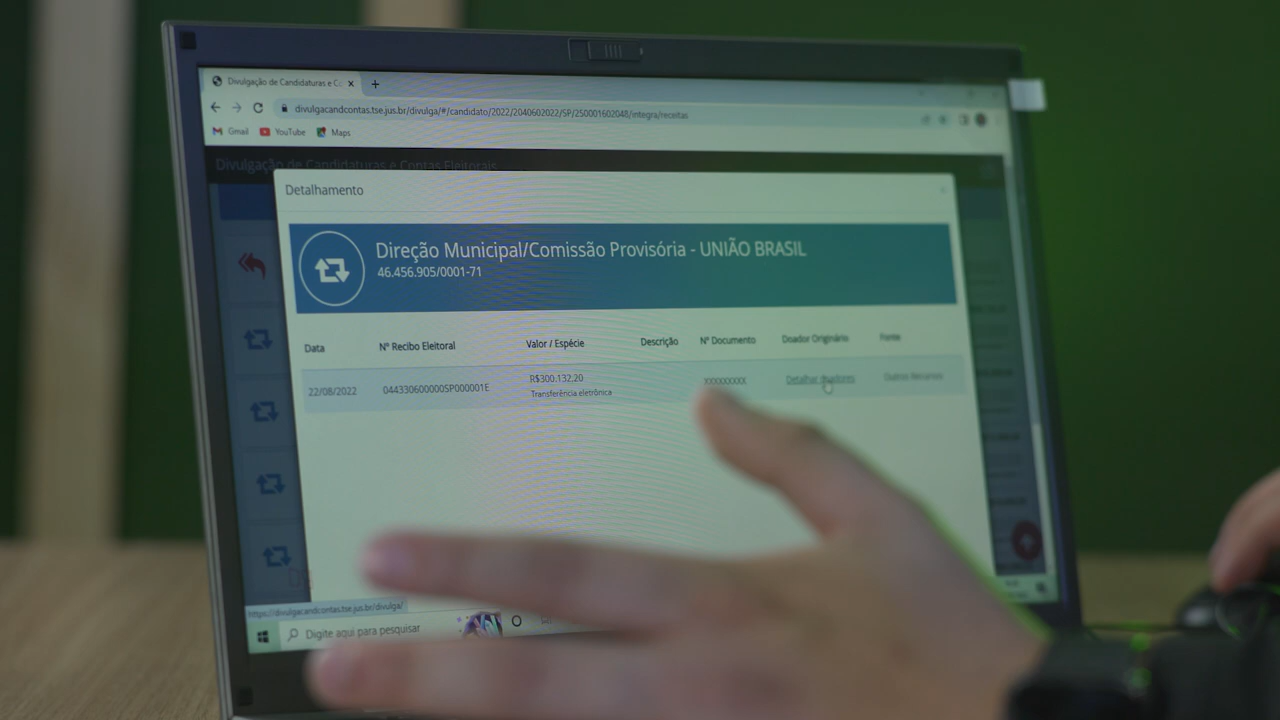 Divulgação de Candidaturas e C
divulgacandcontas.tse.jus.br/divulga/#/candidato/2022/2040602022/SP/250001602048/integra/receitas
Gmail YouTube Maps
Divulgação de Candidaturas e Contas Eleitorais
Detalhamento
Direção Municipal/Comissão Provisória - UNIÃO BRASIL
46.456.905/0001-71
Data Nº Recibo Eleitoral Valor / Espécie Descrição Nº Documento Doador Originário Fonte
22/08/2022 044330600000SP000001E R$300.132,20 XXXXXXXXX Detalhar doadores Outros Recursos
Transferência eletrônica
https://divulgacandcontas.tse.jus.br/divulga/
Digite aqui para pesquisar